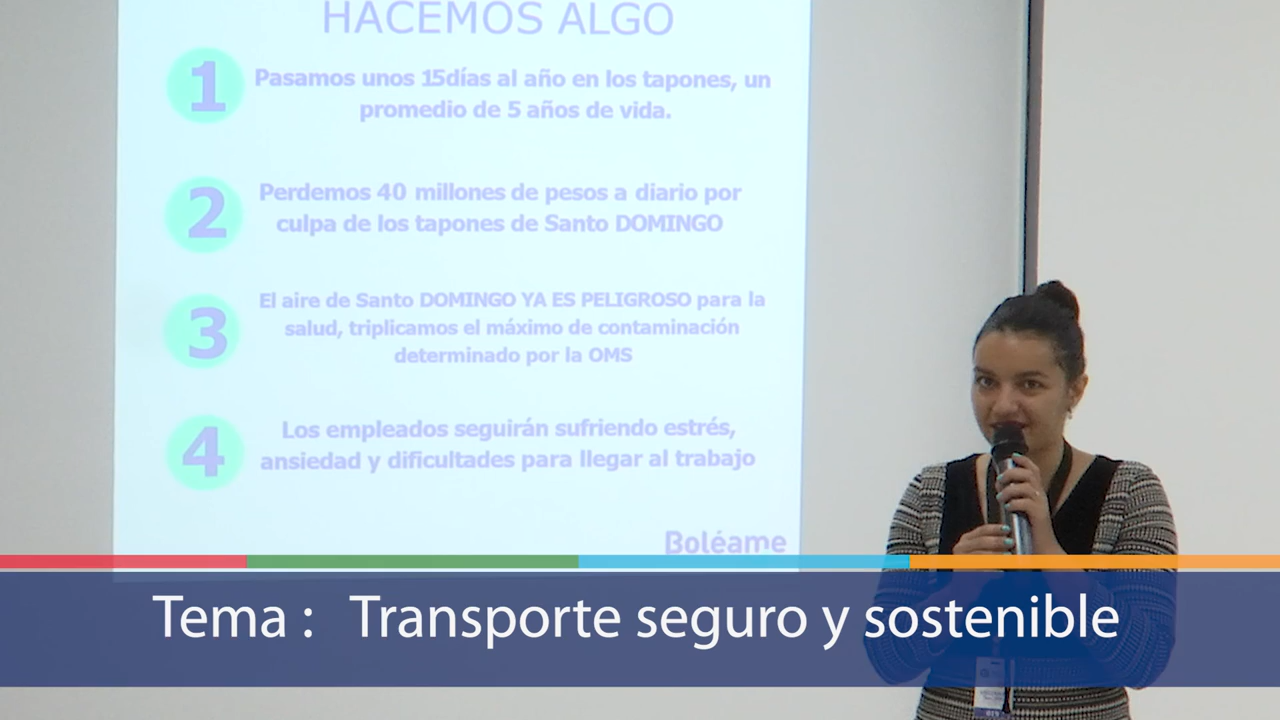 HACEMOS ALGO
1
Pasamos unos 15días al año en los tapones, un
promedio de 5 años de vida.
2
Perdemos 40 millones de pesos a diario por
culpa de los tapones de Santo DOMINGO
3
El aire de Santo DOMINGO YA ES PELIGROSO para la
salud, triplicamos el máximo de contaminación
determinado por la OMS
4
Los empleados seguirán sufriendo estrés,
ansiedad y dificultades para llegar al trabajo
Boléame
Tema : Transporte seguro y sostenible